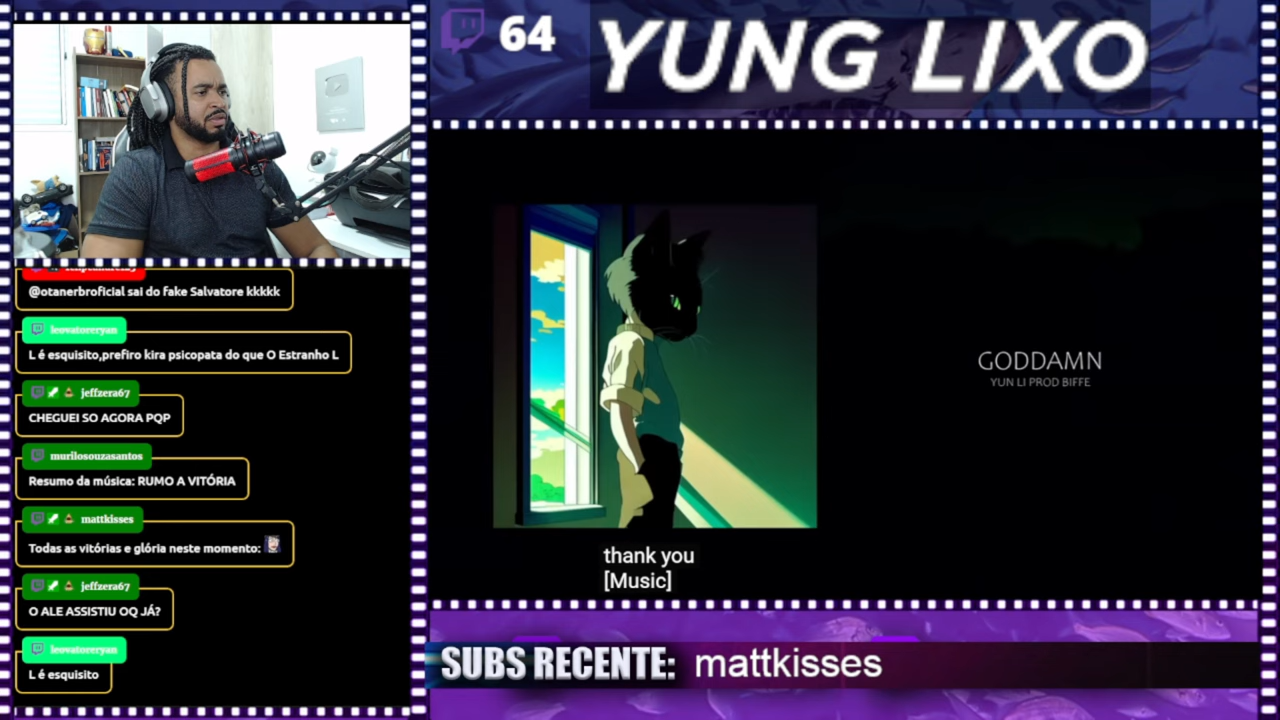 64
YUNG LIXO
@otanerbroficial sai do fake Salvatore kkkkk
leovatoreryan
L é esquisito,prefiro kira psicopata do que O Estranho L
jeffzera67
CHEGUEI SO AGORA PQP
murilosouzasantos
Resumo da música: RUMO A VITÓRIA
mattkisses
Todas as vitórias e glória neste momento:
jeffzera67
O ALE ASSISTIU OQ JÁ?
leovatoreryan
L é esquisito
GODDAMN
YUN LI PROD BIFFE
thank you
[Music]
SUBS RECENTE: mattkisses